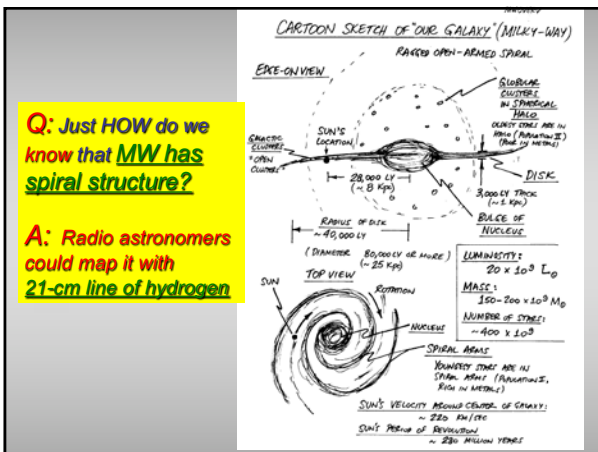 Q: Just HOW do we
know that MW has
spiral structure?
A: Radio astronomers
could map it with
21-cm line of hydrogen
CARTOON SKETCH OF "OUR GALAXY" (MILKY-WAY)
RAGGED OPEN-ARMED SPIRAL
EDGE-ON VIEW
GLOBULAR
CLUSTERS
IN SPHERICAL
HALO
OLDEST STARS ARE IN
HALO (POPULATION II)
(POOR IN METALS)
GALACTIC
CLUSTERS
"OPEN
CLUSTERS"
SUN'S
LOCATION
28,000 LY
(~ 8 Kpc)
DISK
3,000 LY THICK
(~ 1 Kpc)
BULGE OF
NUCLEUS
RADIUS OF DISK
~ 40,000 LY
(DIAMETER 80,000 LY OR MORE)
(~ 25 Kpc)
LUMINOSITY:
20 x 10⁹ L⊙
MASS:
150-200 x 10⁹ M⊙
NUMBER OF STARS:
~ 400 x 10⁹
TOP VIEW
SUN
ROTATION
NUCLEUS
SPIRAL ARMS
YOUNGEST STARS ARE IN
SPIRAL ARMS (POPULATION I,
RICH IN METALS)
SUN'S VELOCITY AROUND CENTER OF GALAXY:
~ 220 KM/SEC
SUN'S PERIOD OF REVOLUTION
~ 230 MILLION YEARS